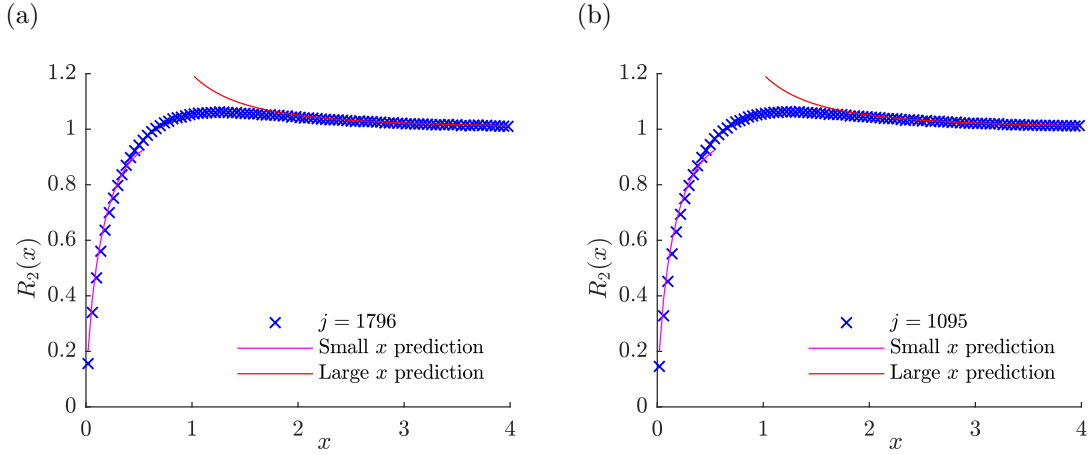 (a)
1.2
1
0.8
0.6
0.4
0.2
0
R₂(x)
j = 1796
Small x prediction
Large x prediction
0 1 2 3 4
x
(b)
1.2
1
0.8
0.6
0.4
0.2
0
R₂(x)
j = 1095
Small x prediction
Large x prediction
0 1 2 3 4
x